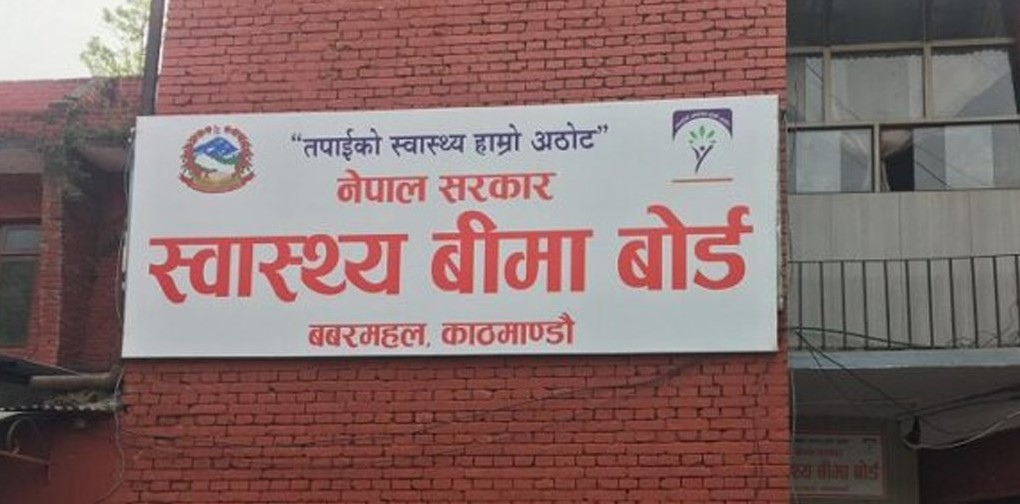 “तपाईको स्वास्थ्य हाम्रो अठोट”
नेपाल सरकार
स्वास्थ्य बीमा बोर्ड
बबरमहल, काठमाण्डौ
स्वास्थ्य बीमा बोर्ड